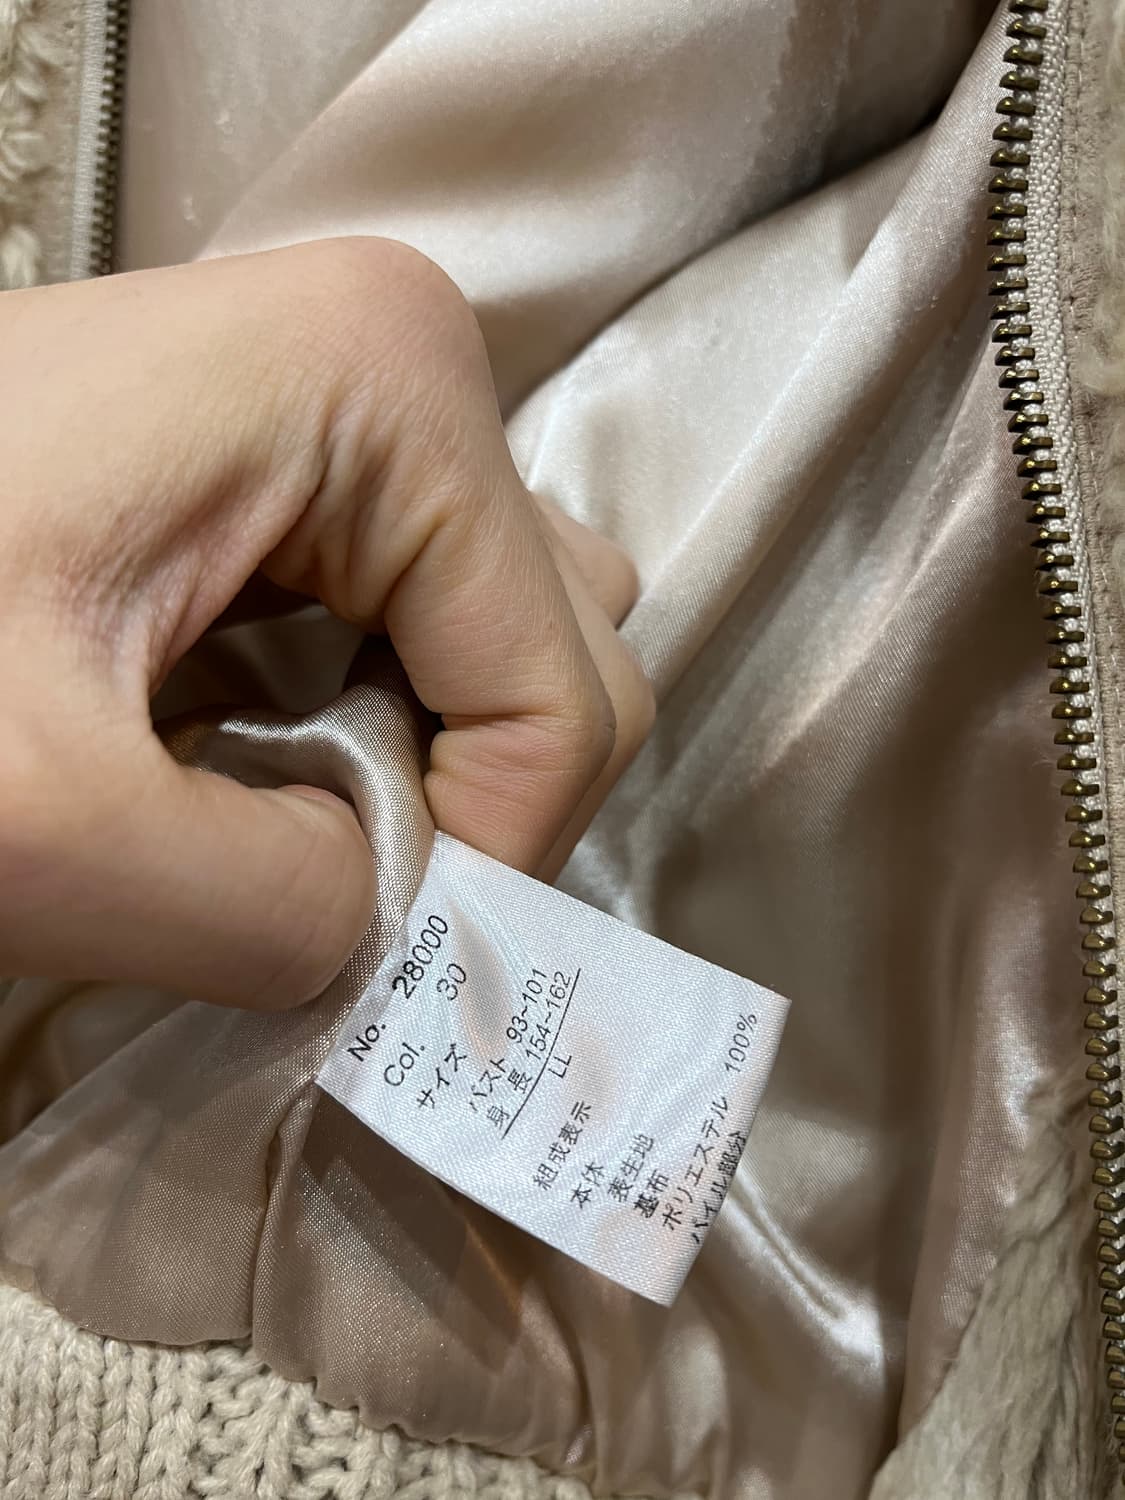 No. 28000
Col. 30
サイズ
バスト 93~101
身 長 154~162
LL
組成表示
本体
表生地
基布
ポリエステル 100%
パイル部分